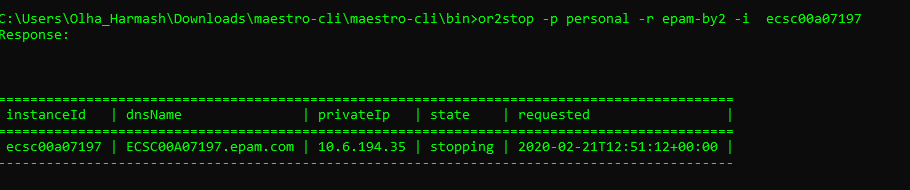 C:\Users\Olha_Harmash\Downloads\maestro-cli\maestro-cli\bin>or2stop -p personal -r epam-by2 -i  ecsc00a07197
Response:
==========================================================================================
instanceId   | dnsName               | privateIp   | state    | requested                 |
==========================================================================================
ecsc00a07197 | ECSC00A07197.epam.com | 10.6.194.35 | stopping | 2020-02-21T12:51:12+00:00 |
------------------------------------------------------------------------------------------